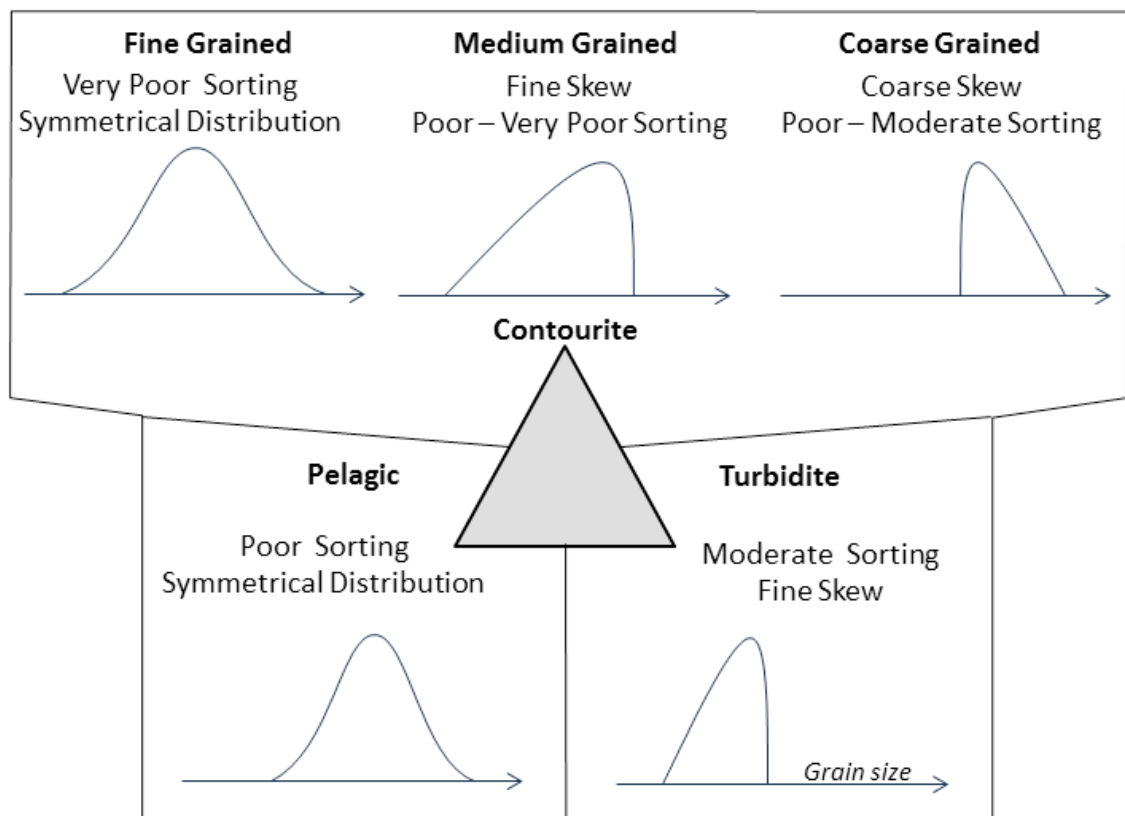 Fine Grained
Very Poor Sorting
Symmetrical Distribution
Medium Grained
Fine Skew
Poor – Very Poor Sorting
Coarse Grained
Coarse Skew
Poor – Moderate Sorting
Contourite
Pelagic
Poor Sorting
Symmetrical Distribution
Turbidite
Moderate Sorting
Fine Skew
Grain size